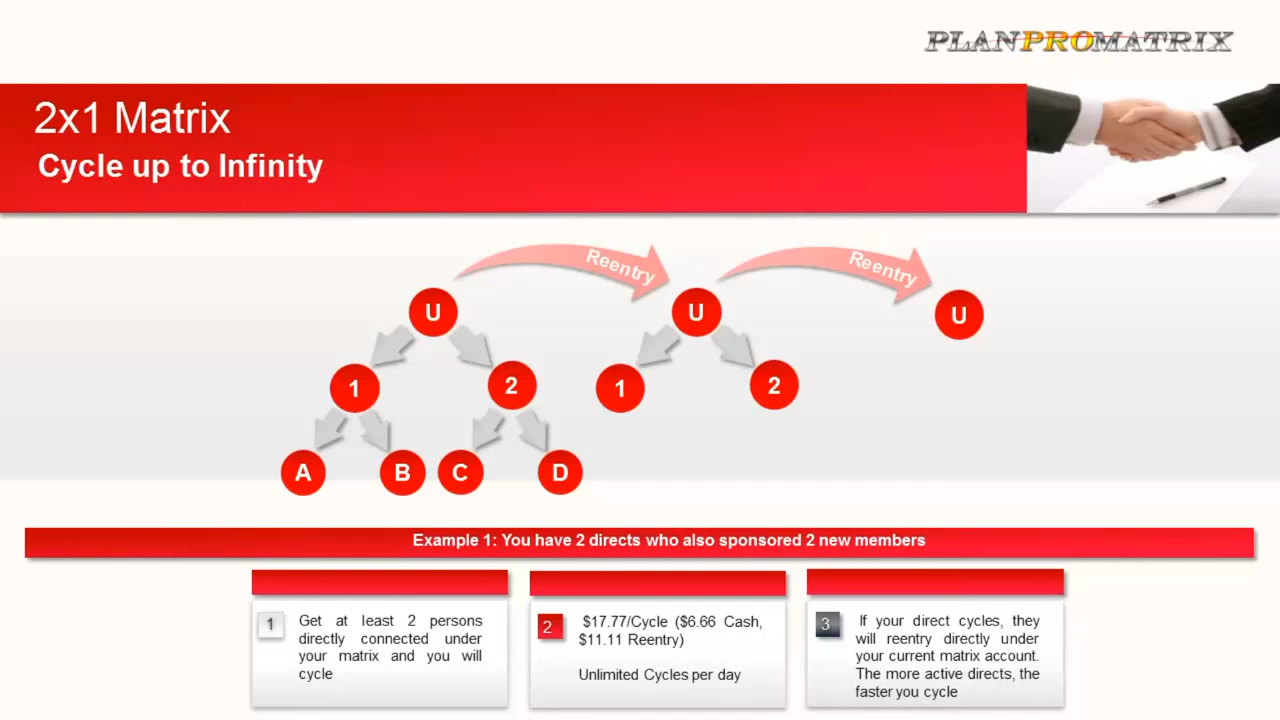 PLANPROMATRIX
2x1 Matrix
Cycle up to Infinity
Reentry
Reentry
U
U
U
1
2
1
2
A
B
C
D
Example 1: You have 2 directs who also sponsored 2 new members
1
Get at least 2 persons
directly connected under
your matrix and you will
cycle
2
$17.77/Cycle ($6.66 Cash,
$11.11 Reentry)
Unlimited Cycles per day
3
If your direct cycles, they
will reentry directly under
your current matrix account.
The more active directs, the
faster you cycle